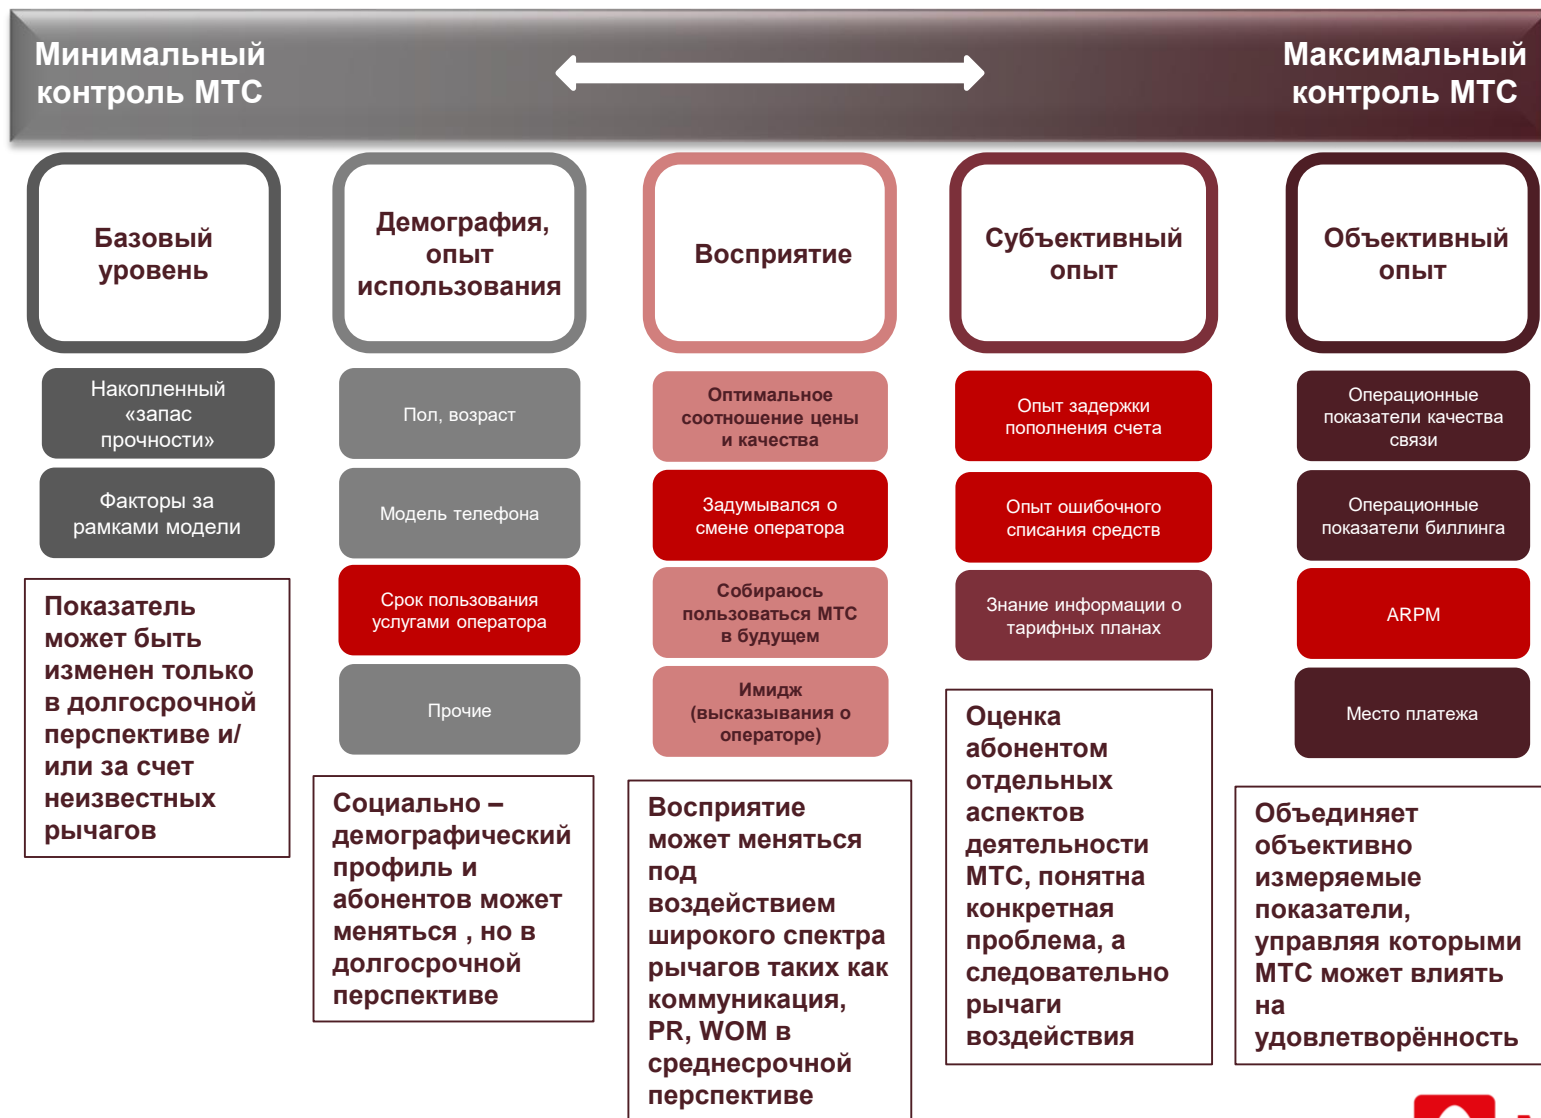 Минимальный
контроль МТС
Максимальный
контроль МТС
Базовый
уровень
Демография,
опыт
использования
Восприятие
Субъективный
опыт
Объективный
опыт
Накопленный
«запас
прочности»
Факторы за
рамками модели
Показатель
может быть
изменен только
в долгосрочной
перспективе и/
или за счет
неизвестных
рычагов
Пол, возраст
Модель телефона
Срок пользования
услугами оператора
Прочие
Социально –
демографический
профиль и
абонентов может
меняться , но в
долгосрочной
перспективе
Оптимальное
соотношение цены
и качества
Задумывался о
смене оператора
Собираюсь
пользоваться МТС
в будущем
Имидж
(высказывания о
операторе)
Восприятие
может меняться
под
воздействием
широкого спектра
рычагов таких как
коммуникация,
PR, WOM в
среднесрочной
перспективе
Опыт задержки
пополнения счета
Опыт ошибочного
списания средств
Знание информации о
тарифных планах
Оценка
абонентом
отдельных
аспектов
деятельности
МТС, понятна
конкретная
проблема, а
следовательно
рычаги
воздействия
Операционные
показатели качества
связи
Операционные
показатели биллинга
ARPM
Место платежа
Объединяет
объективно
измеряемые
показатели,
управляя которыми
МТС может влиять
на
удовлетворённость